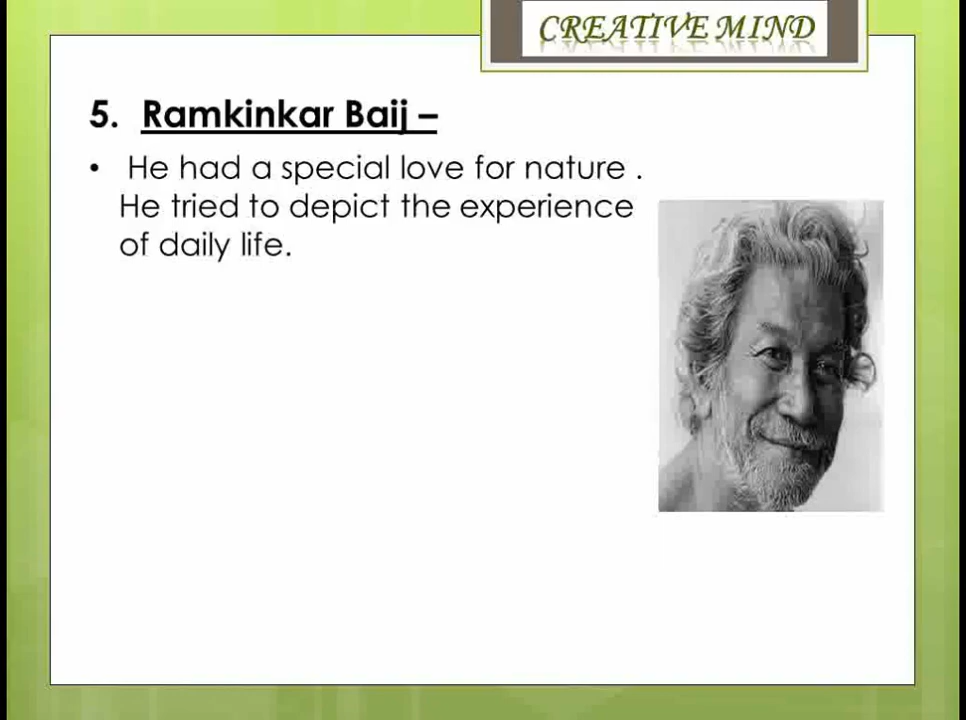 CREATIVE MIND
5. Ramkinkar Baij –
• He had a special love for nature .
He tried to depict the experience
of daily life.